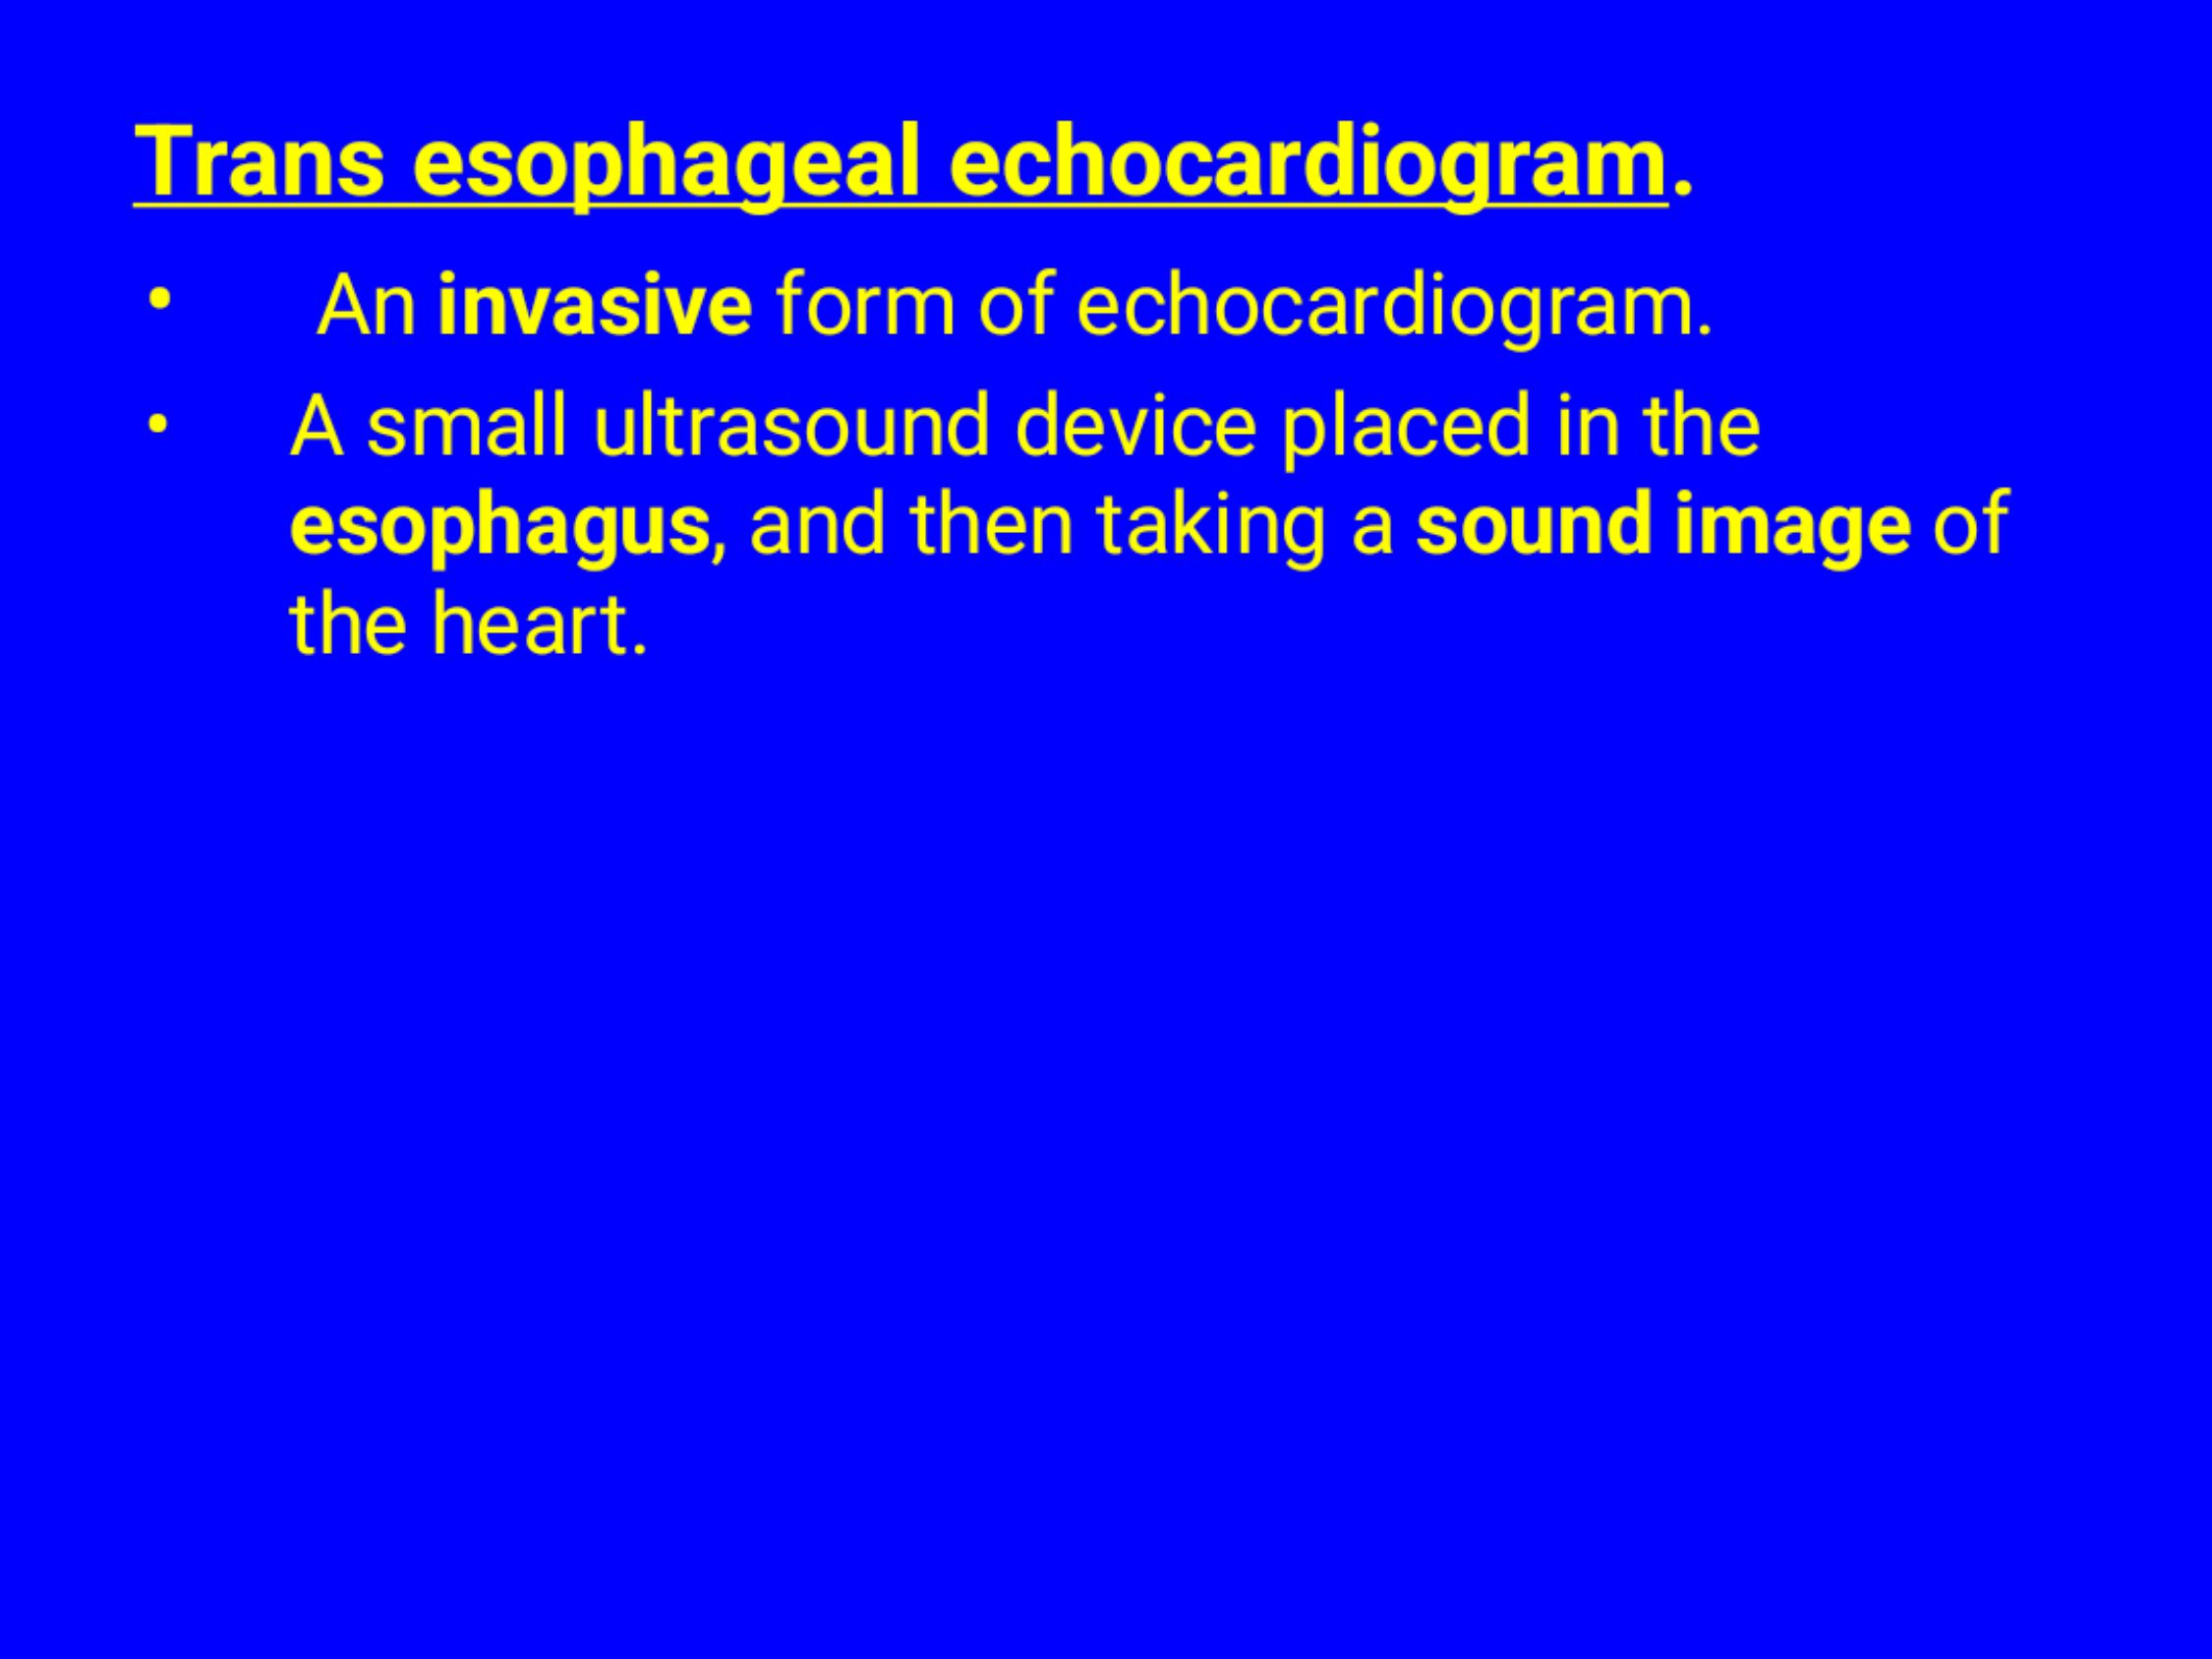 Trans esophageal echocardiogram.
• An invasive form of echocardiogram.
• A small ultrasound device placed in the
esophagus, and then taking a sound image of
the heart.